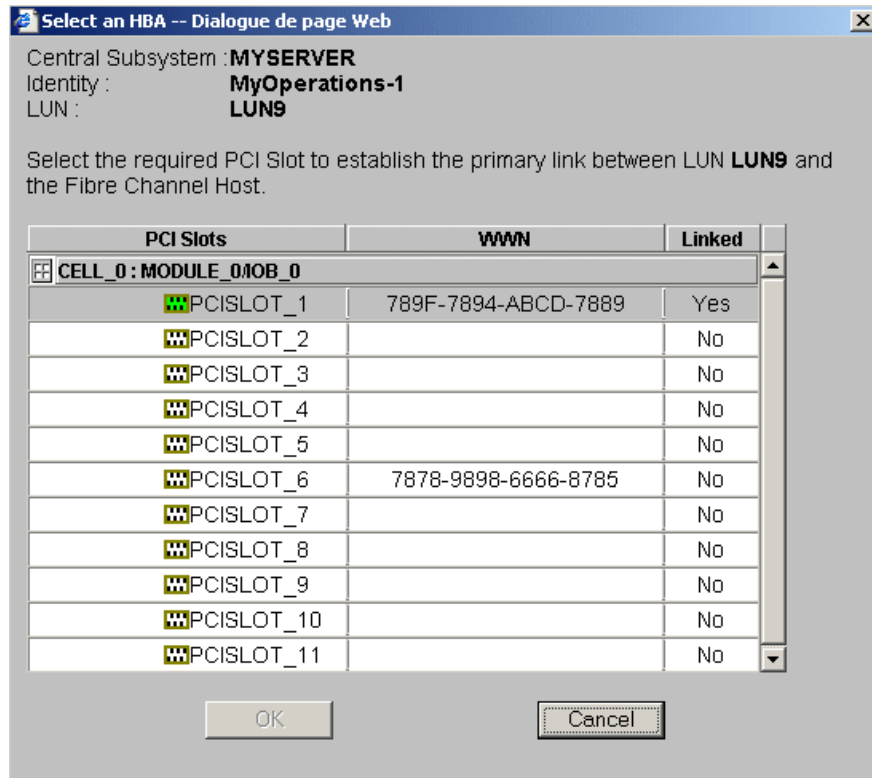 Select an HBA -- Dialogue de page Web
Central Subsystem : MYSERVER
Identity : MyOperations-1
LUN : LUN9
Select the required PCI Slot to establish the primary link between LUN LUN9 and
the Fibre Channel Host.
PCI Slots WWN Linked
CELL_0 : MODULE_0/IOB_0
PCISLOT_1 789F-7894-ABCD-7889 Yes
PCISLOT_2 No
PCISLOT_3 No
PCISLOT_4 No
PCISLOT_5 No
PCISLOT_6 7878-9898-6666-8785 No
PCISLOT_7 No
PCISLOT_8 No
PCISLOT_9 No
PCISLOT_10 No
PCISLOT_11 No
OK Cancel